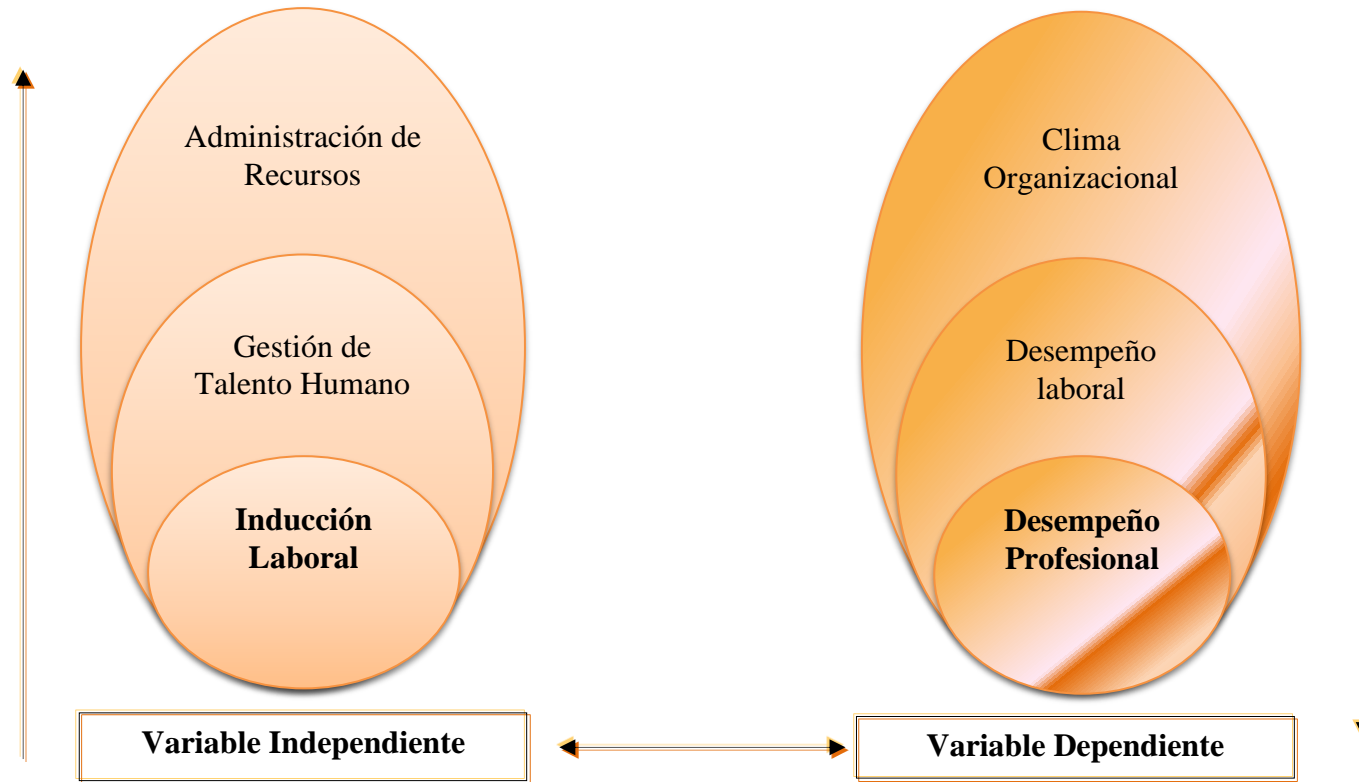 Administración de
Recursos
Gestión de
Talento Humano
Inducción
Laboral
Variable Independiente
Clima
Organizacional
Desempeño
laboral
Desempeño
Profesional
Variable Dependiente